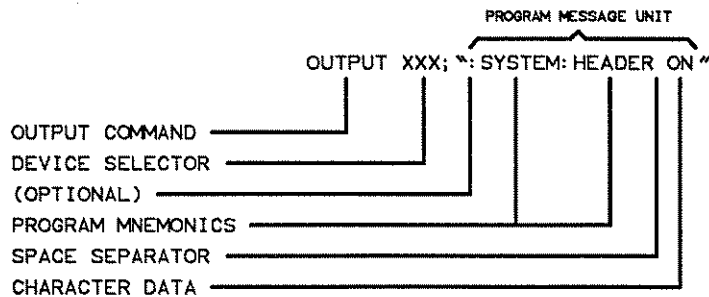 PROGRAM MESSAGE UNIT
OUTPUT XXX; ":SYSTEM:HEADER ON"
OUTPUT COMMAND
DEVICE SELECTOR
(OPTIONAL)
PROGRAM MNEMONICS
SPACE SEPARATOR
CHARACTER DATA